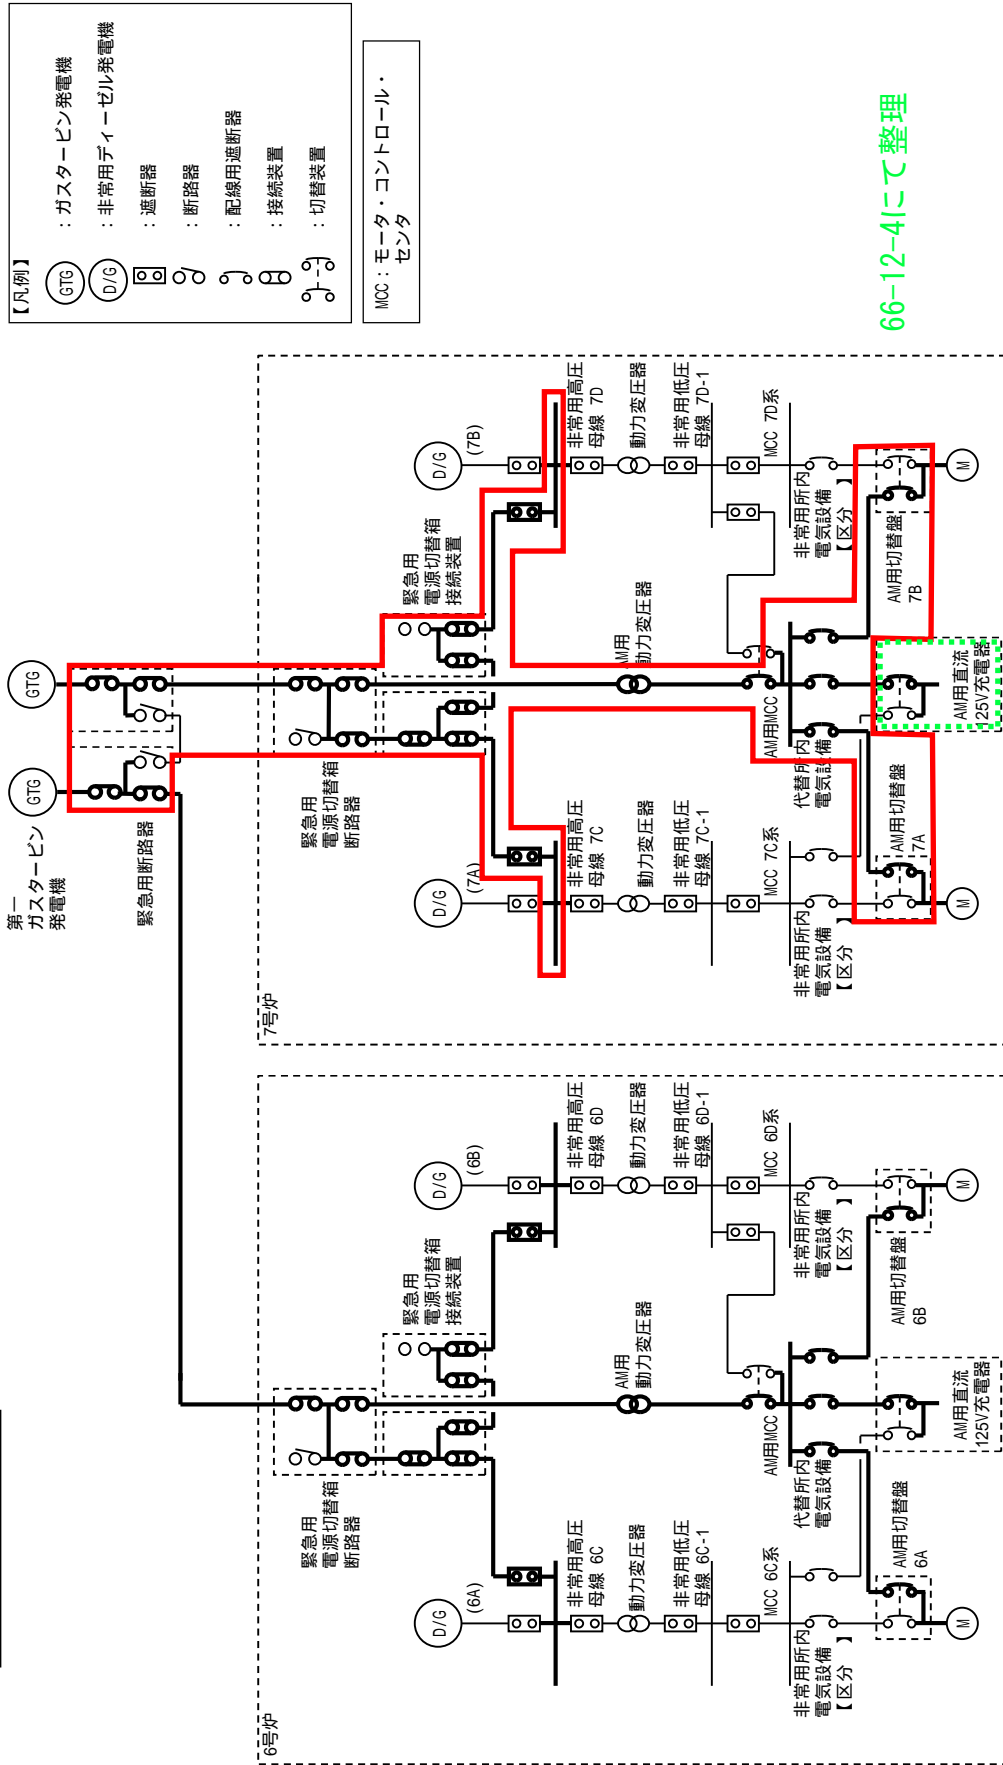 【凡例】
GTG ：ガスタービン発電機
D/G ：非常用ディーゼル発電機
：遮断器
：断路器
：配線用遮断器
：接続装置
：切替装置
MCC：モータ・コントロール・
センタ
66-12-4にて整理
第一
ガスタービン
発電機
GTG
GTG
緊急用断路器
7号炉
緊急用
電源切替箱
断路器
緊急用
電源切替箱
接続装置
D/G
(7A)
D/G
(7B)
非常用高圧
母線 7C
非常用高圧
母線 7D
動力変圧器
AM用
動力変圧器
動力変圧器
非常用低圧
母線 7C-1
非常用低圧
母線 7D-1
MCC 7C系
AM用MCC
MCC 7D系
非常用所内
電気設備
【区分 】
代替所内
電気設備
非常用所内
電気設備
【区分 】
AM用切替盤
7A
AM用切替盤
7B
AM用直流
125V充電器
M
M
6号炉
緊急用
電源切替箱
断路器
緊急用
電源切替箱
接続装置
D/G
(6A)
D/G
(6B)
非常用高圧
母線 6C
非常用高圧
母線 6D
動力変圧器
AM用
動力変圧器
動力変圧器
非常用低圧
母線 6C-1
非常用低圧
母線 6D-1
MCC 6C系
AM用MCC
MCC 6D系
非常用所内
電気設備
【区分 】
代替所内
電気設備
非常用所内
電気設備
【区分 】
AM用切替盤
6A
AM用切替盤
6B
AM用直流
125V充電器
M
M